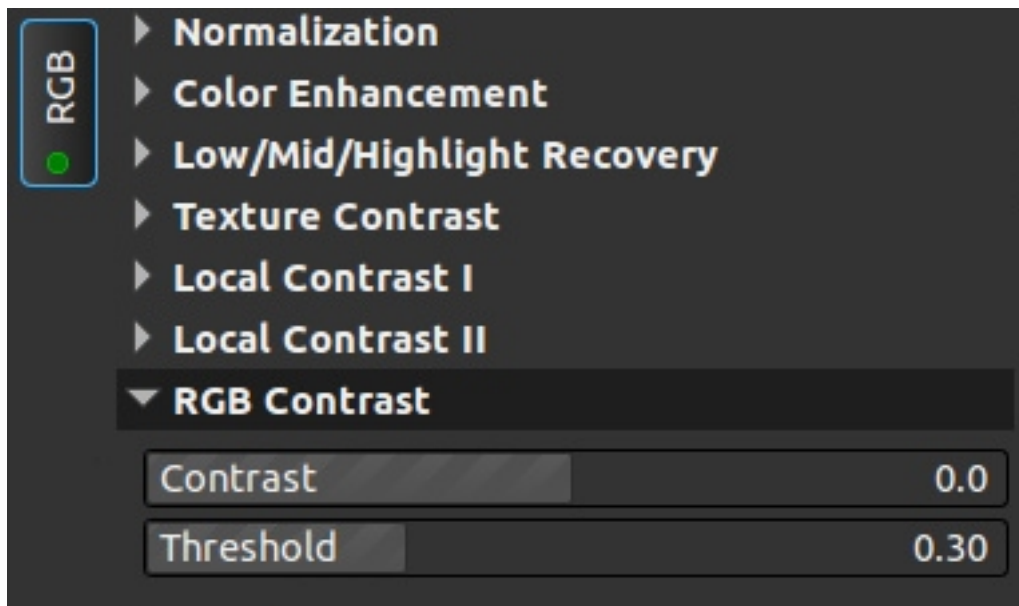 RGB
Normalization
Color Enhancement
Low/Mid/Highlight Recovery
Texture Contrast
Local Contrast I
Local Contrast II
RGB Contrast
Contrast 0.0
Threshold 0.30